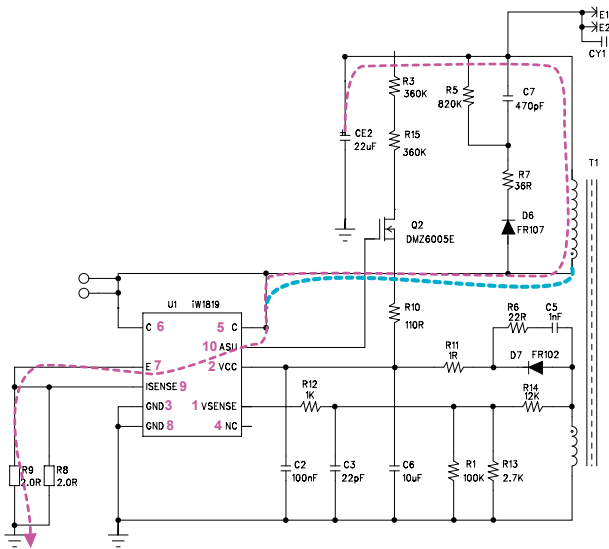 E1
E2
CY1
R3
360K
R5
820K
C7
470pF
CE2
22uF
R15
360K
T1
R7
36R
D6
FR107
Q2
DMZ6005E
U1 iW1819
C 6
5 C
10 ASU
E 7
2 VCC
ISENSE 9
GND 3
1 VSENSE
GND 8
4 NC
R10
110R
R6
22R
C5
1nF
R11
1R
D7 FR102
R12
1K
R14
12K
R9
2.0R
R8
2.0R
C2
100nF
C3
22pF
C6
10uF
R1
100K
R13
2.7K